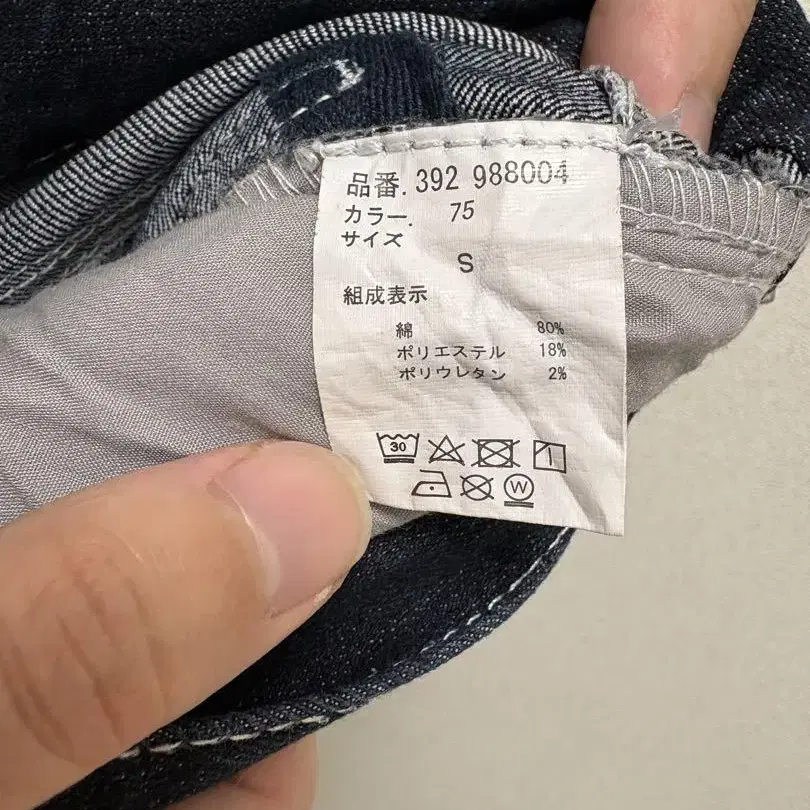 品番. 392 988004
カラー. 75
サイズ
S
組成表示
綿 80%
ポリエステル 18%
ポリウレタン 2%
30
W